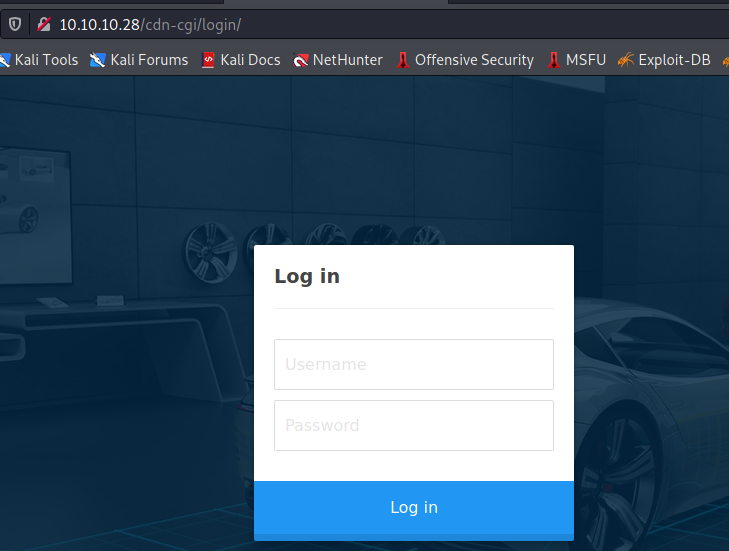 10.10.10.28/cdn-cgi/login/
Kali Tools Kali Forums Kali Docs NetHunter Offensive Security MSFU Exploit-DB
Log in
Username
Password
Log in